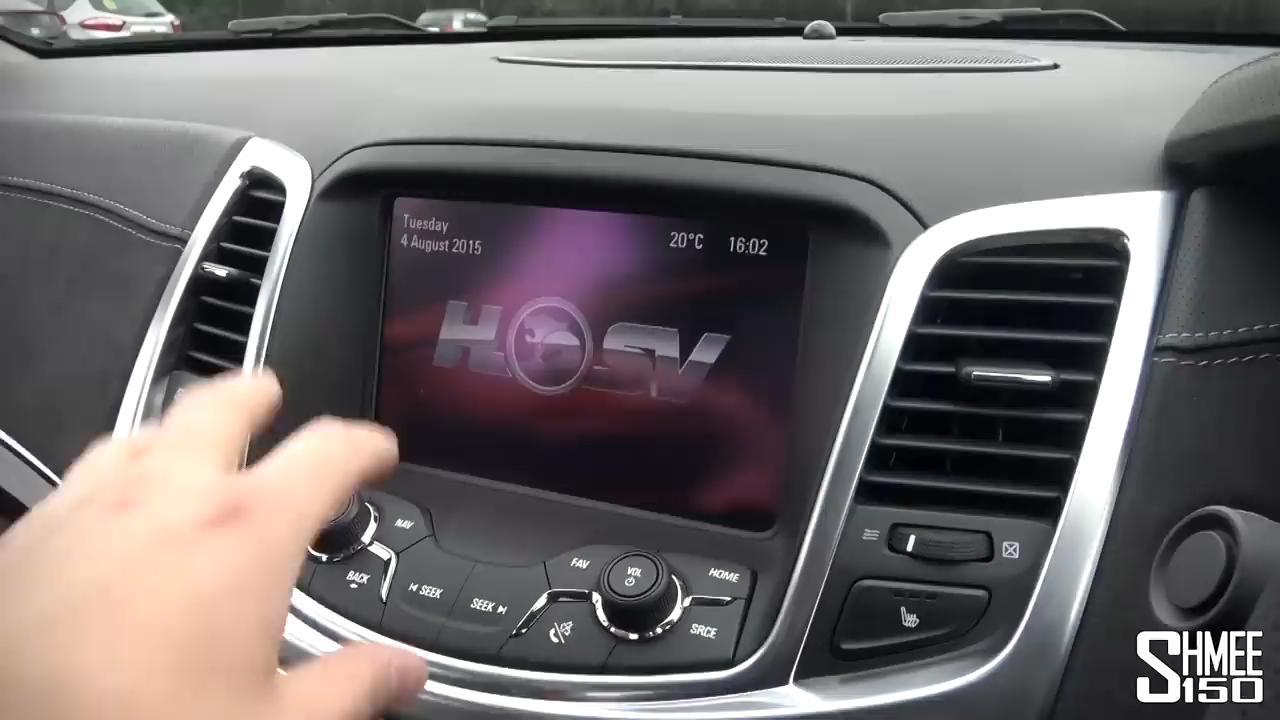 Tuesday
4 August 2015
20°C 16:02
HSV
NAV
BACK
SEEK
SEEK
FAV
VOL
HOME
SRCE
SHMEE
150